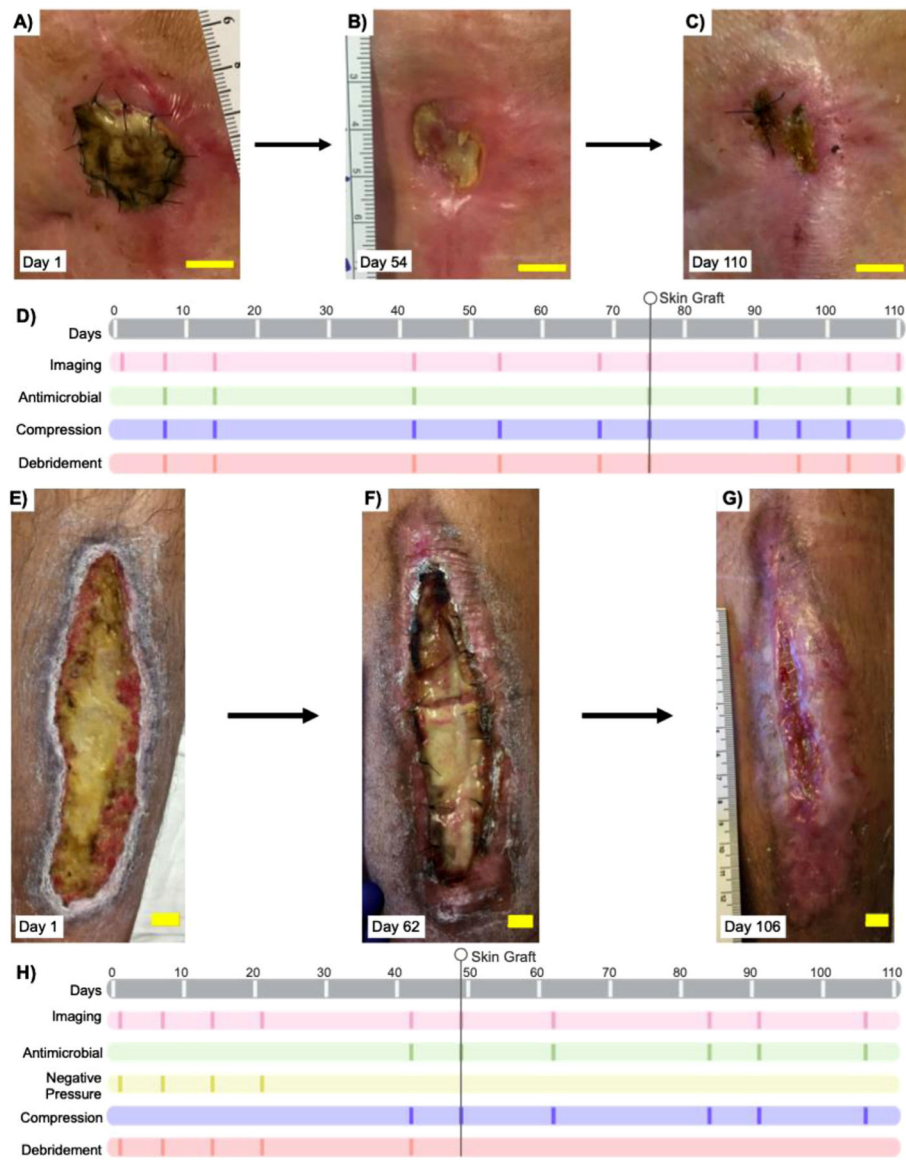 A)
B)
C)
Day 1
Day 54
Day 110
Skin Graft
D)
0 10 20 30 40 50 60 70 80 90 100 110
Days
Imaging
Antimicrobial
Compression
Debridement
E)
F)
G)
Day 1
Day 62
Day 106
H)
Skin Graft
0 10 20 30 40 50 60 70 80 90 100 110
Days
Imaging
Antimicrobial
Negative
Pressure
Compression
Debridement